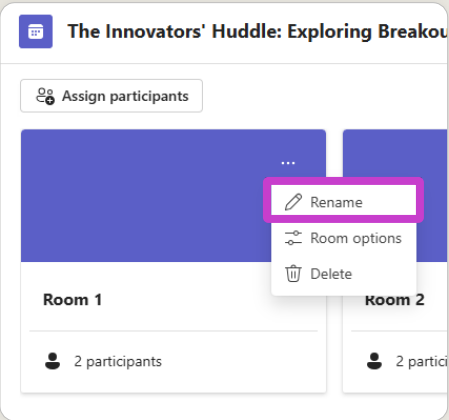 The Innovators' Huddle: Exploring Breakou
Assign participants
...
Rename
Room options
Delete
Room 1
Room 2
2 participants
2 partici